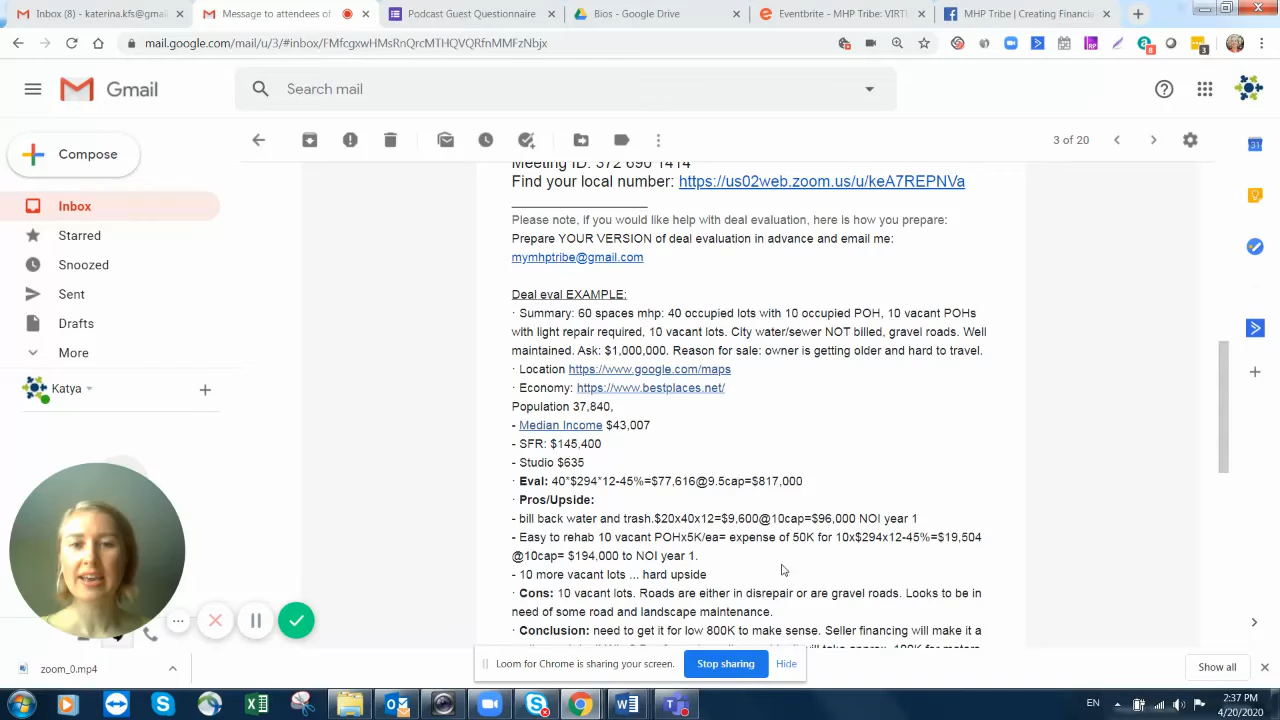 Inbox (8) - katerina.kfs@gmai
Message to attendees of
Podcast Guest Questionnaire
Bios - Google Drive
Eventbrite - MHP Tribe: VIRT
MHP Tribe | Creating Financi
mail.google.com/mail/u/3/#inbox/FMfcgxwHMsRnQrcMTHQVQRfnMMFzNbjx
8
3
Gmail
Search mail
3 of 20
Compose
Inbox
Starred
Snoozed
Sent
Drafts
More
Katya
Meeting ID: 372 690 1414
Find your local number: https://us02web.zoom.us/u/keA7REPNVa
Please note, if you would like help with deal evaluation, here is how you prepare:
Prepare YOUR VERSION of deal evaluation in advance and email me:
mymhptribe@gmail.com
Deal eval EXAMPLE:
· Summary: 60 spaces mhp: 40 occupied lots with 10 occupied POH, 10 vacant POHs
with light repair required, 10 vacant lots. City water/sewer NOT billed, gravel roads. Well
maintained. Ask: $1,000,000. Reason for sale: owner is getting older and hard to travel.
· Location https://www.google.com/maps
· Economy: https://www.bestplaces.net/
Population 37,840,
- Median Income $43,007
- SFR: $145,400
- Studio $635
· Eval: 40*$294*12-45%=$77,616@9.5cap=$817,000
· Pros/Upside:
- bill back water and trash.$20x40x12=$9,600@10cap=$96,000 NOI year 1
- Easy to rehab 10 vacant POHx5K/ea= expense of 50K for 10x$294x12-45%=$19,504
@10cap= $194,000 to NOI year 1.
- 10 more vacant lots ... hard upside
· Cons: 10 vacant lots. Roads are either in disrepair or are gravel roads. Looks to be in
need of some road and landscape maintenance.
· Conclusion: need to get it for low 800K to make sense. Seller financing will make it a
Loom for Chrome is sharing your screen.
Stop sharing
Hide
zoom_0.mp4
Show all
EN
2:37 PM
4/20/2020